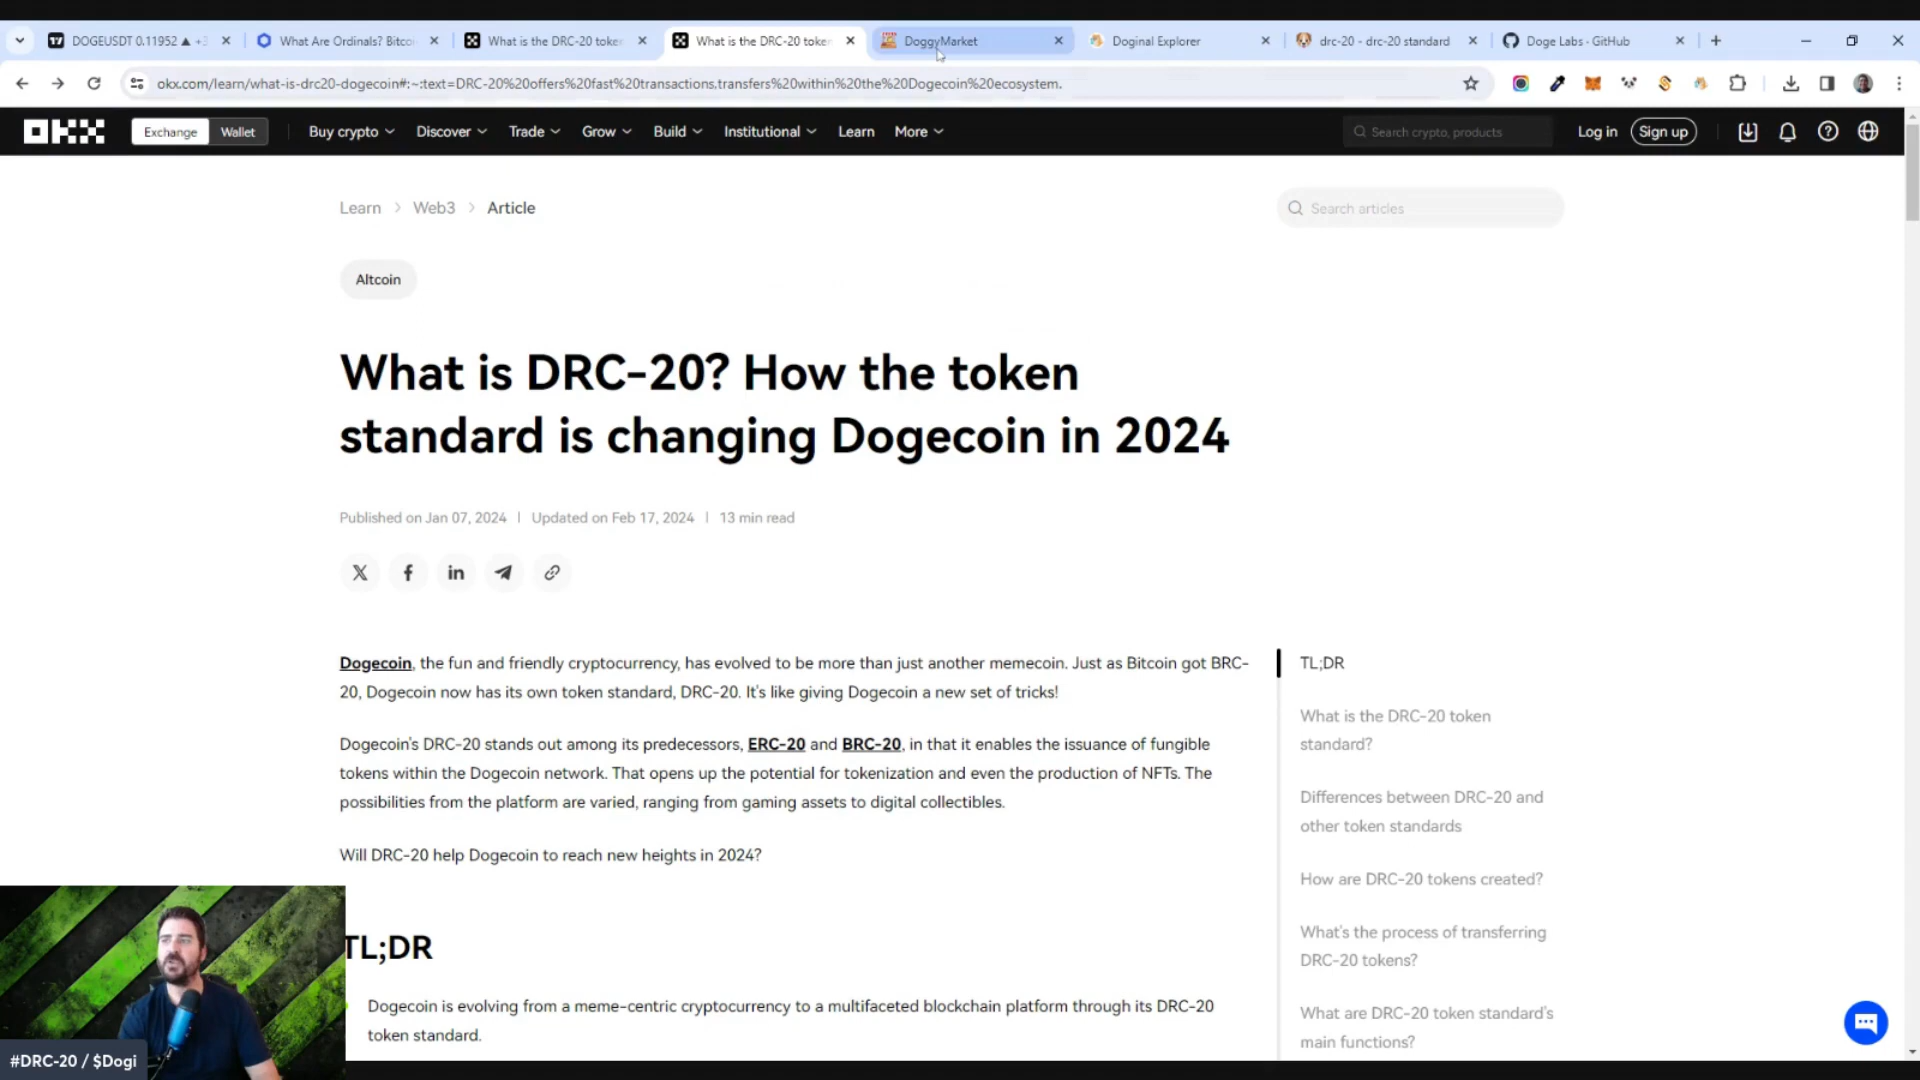 DOGEUSDT 0.11952 ▲ +3
What Are Ordinals? Bitcoi
What is the DRC-20 toke
What is the DRC-20 token
DoggyMarket
Doginal Explorer
drc-20 - drc-20 standard
Doge Labs - GitHub
okx.com/learn/what-is-drc20-dogecoin#:~:text=DRC-20%20offers%20fast%20transactions,transfers%20within%20the%20Dogecoin%20ecosystem.
OKX
Exchange
Wallet
Buy crypto
Discover
Trade
Grow
Build
Institutional
Learn
More
Search crypto, products
Log in
Sign up
Learn > Web3 > Article
Search articles
Altcoin
What is DRC-20? How the token
standard is changing Dogecoin in 2024
Published on Jan 07, 2024 | Updated on Feb 17, 2024 | 13 min read
Dogecoin, the fun and friendly cryptocurrency, has evolved to be more than just another memecoin. Just as Bitcoin got BRC-
20, Dogecoin now has its own token standard, DRC-20. It's like giving Dogecoin a new set of tricks!
Dogecoin's DRC-20 stands out among its predecessors, ERC-20 and BRC-20, in that it enables the issuance of fungible
tokens within the Dogecoin network. That opens up the potential for tokenization and even the production of NFTs. The
possibilities from the platform are varied, ranging from gaming assets to digital collectibles.
Will DRC-20 help Dogecoin to reach new heights in 2024?
TL;DR
Dogecoin is evolving from a meme-centric cryptocurrency to a multifaceted blockchain platform through its DRC-20
token standard.
TL;DR
What is the DRC-20 token
standard?
Differences between DRC-20 and
other token standards
How are DRC-20 tokens created?
What's the process of transferring
DRC-20 tokens?
What are DRC-20 token standard's
main functions?
#DRC-20 / $Dogi